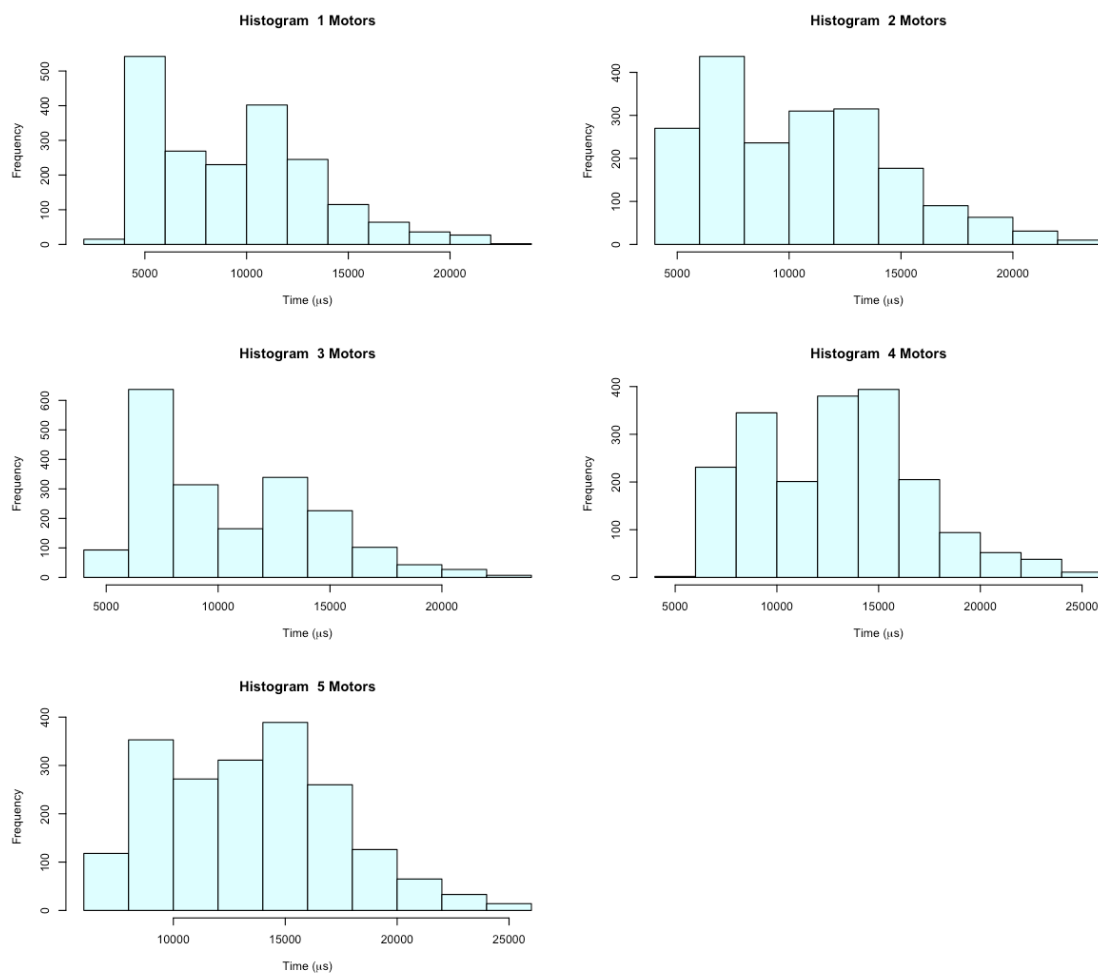 Histogram  1 Motors
Frequency
0 100 200 300 400 500
5000 10000 15000 20000
Time (μs)
Histogram  2 Motors
Frequency
0 100 200 300 400
5000 10000 15000 20000
Time (μs)
Histogram  3 Motors
Frequency
0 100 200 300 400 500 600
5000 10000 15000 20000
Time (μs)
Histogram  4 Motors
Frequency
0 100 200 300 400
5000 10000 15000 20000 25000
Time (μs)
Histogram  5 Motors
Frequency
0 100 200 300 400
10000 15000 20000 25000
Time (μs)